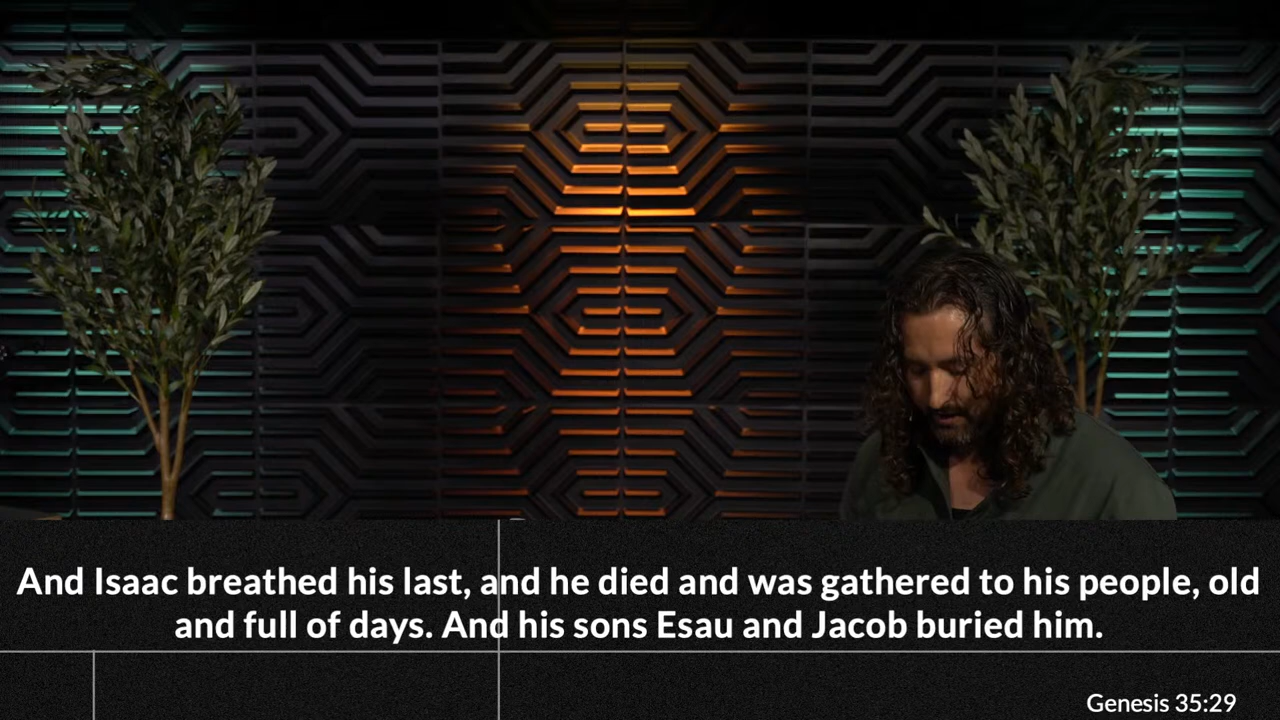 And Isaac breathed his last, and he died and was gathered to his people, old
and full of days. And his sons Esau and Jacob buried him.
Genesis 35:29